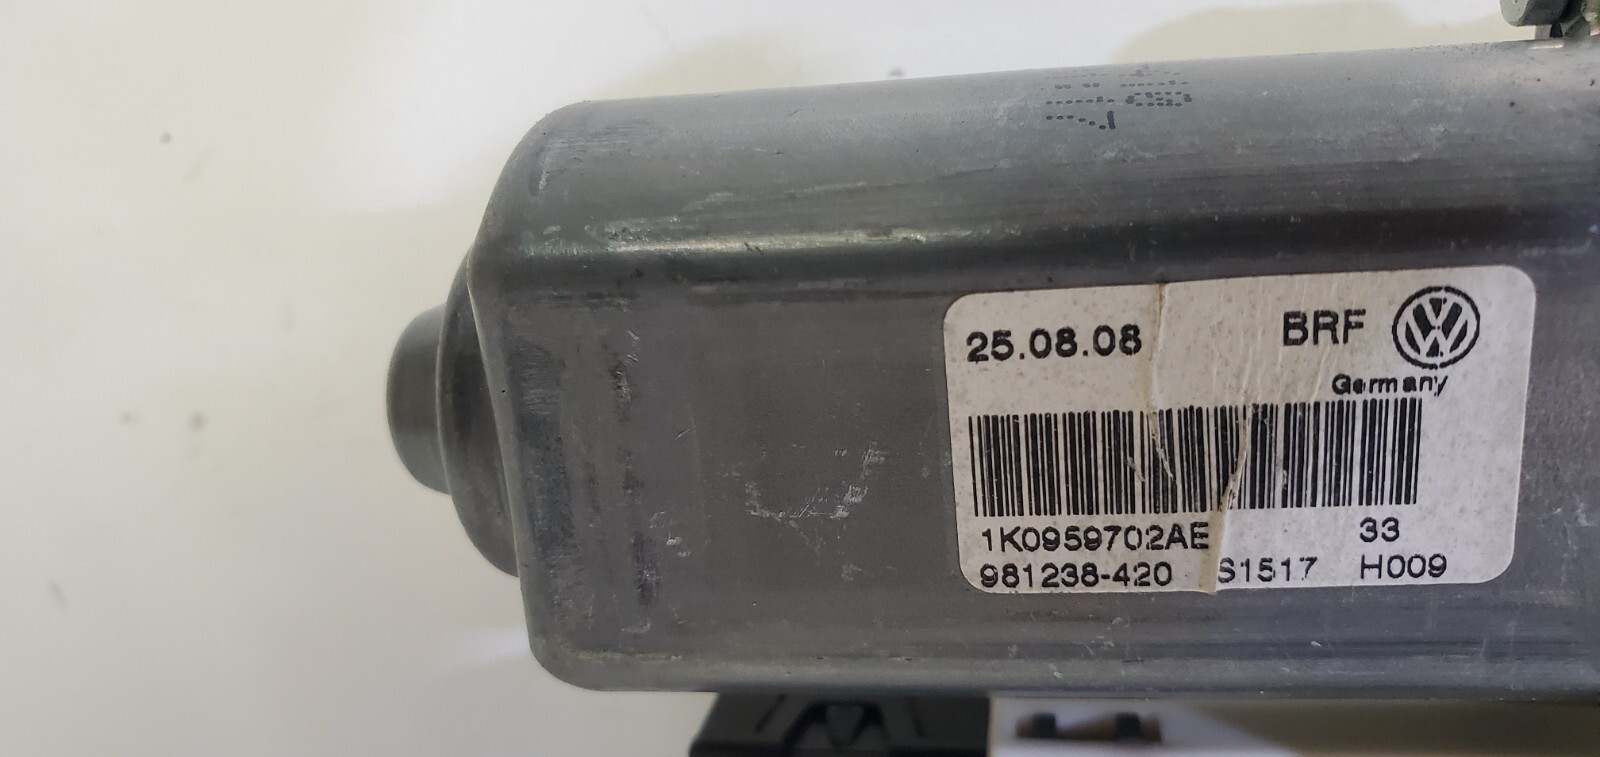 25.08.08 BRF
Germany
1K0959702AE 33
981238-420 S1517 H009